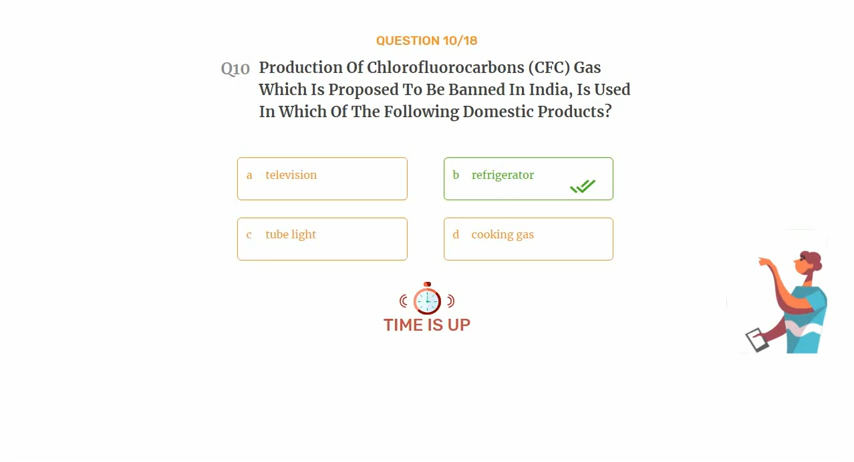 QUESTION 10/18
Q10 Production Of Chlorofluorocarbons (CFC) Gas
Which Is Proposed To Be Banned In India, Is Used
In Which Of The Following Domestic Products?
a television
b refrigerator
c tube light
d cooking gas
TIME IS UP